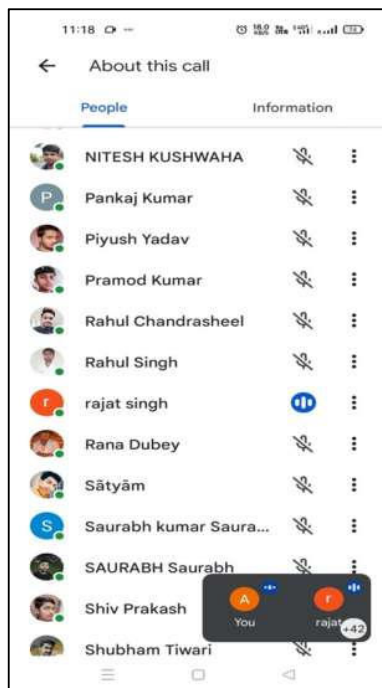 11:18
About this call
People Information
NITESH KUSHWAHA
P Pankaj Kumar
Piyush Yadav
Pramod Kumar
Rahul Chandrasheel
Rahul Singh
r rajat singh
Rana Dubey
Sātyām
S Saurabh kumar Saura...
SAURABH Saurabh
Shiv Prakash
Shubham Tiwari
A r
You rajat +42